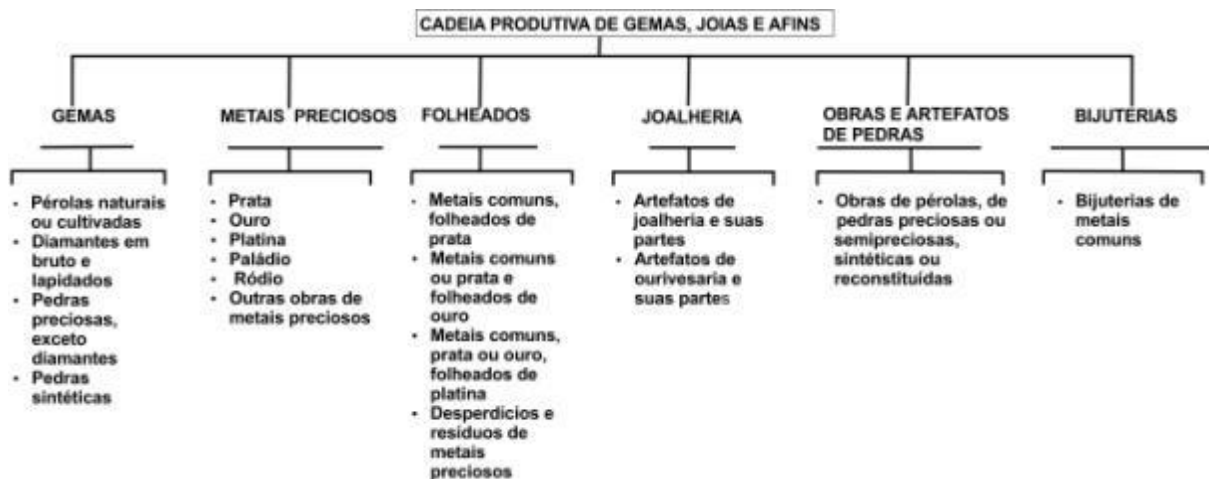 CADEIA PRODUTIVA DE GEMAS, JOIAS E AFINS
GEMAS
• Pérolas naturais
ou cultivadas
• Diamantes em
bruto e
lapidados
• Pedras
preciosas,
exceto
diamantes
• Pedras
sintéticas
METAIS PRECIOSOS
• Prata
• Ouro
• Platina
• Paládio
• Ródio
• Outras obras de
metais preciosos
FOLHEADOS
• Metais comuns,
folheados de
prata
• Metais comuns
ou prata e
folheados de
ouro
• Metais comuns,
prata ou ouro,
folheados de
platina
• Desperdícios e
resíduos de
metais
preciosos
JOALHERIA
• Artefatos de
joalheria e suas
partes
• Artefatos de
ourivesaria e
suas partes
OBRAS E ARTEFATOS
DE PEDRAS
• Obras de pérolas, de
pedras preciosas ou
semipreciosas,
sintéticas ou
reconstituídas
BIJUTERIAS
• Bijuterias de
metais
comuns